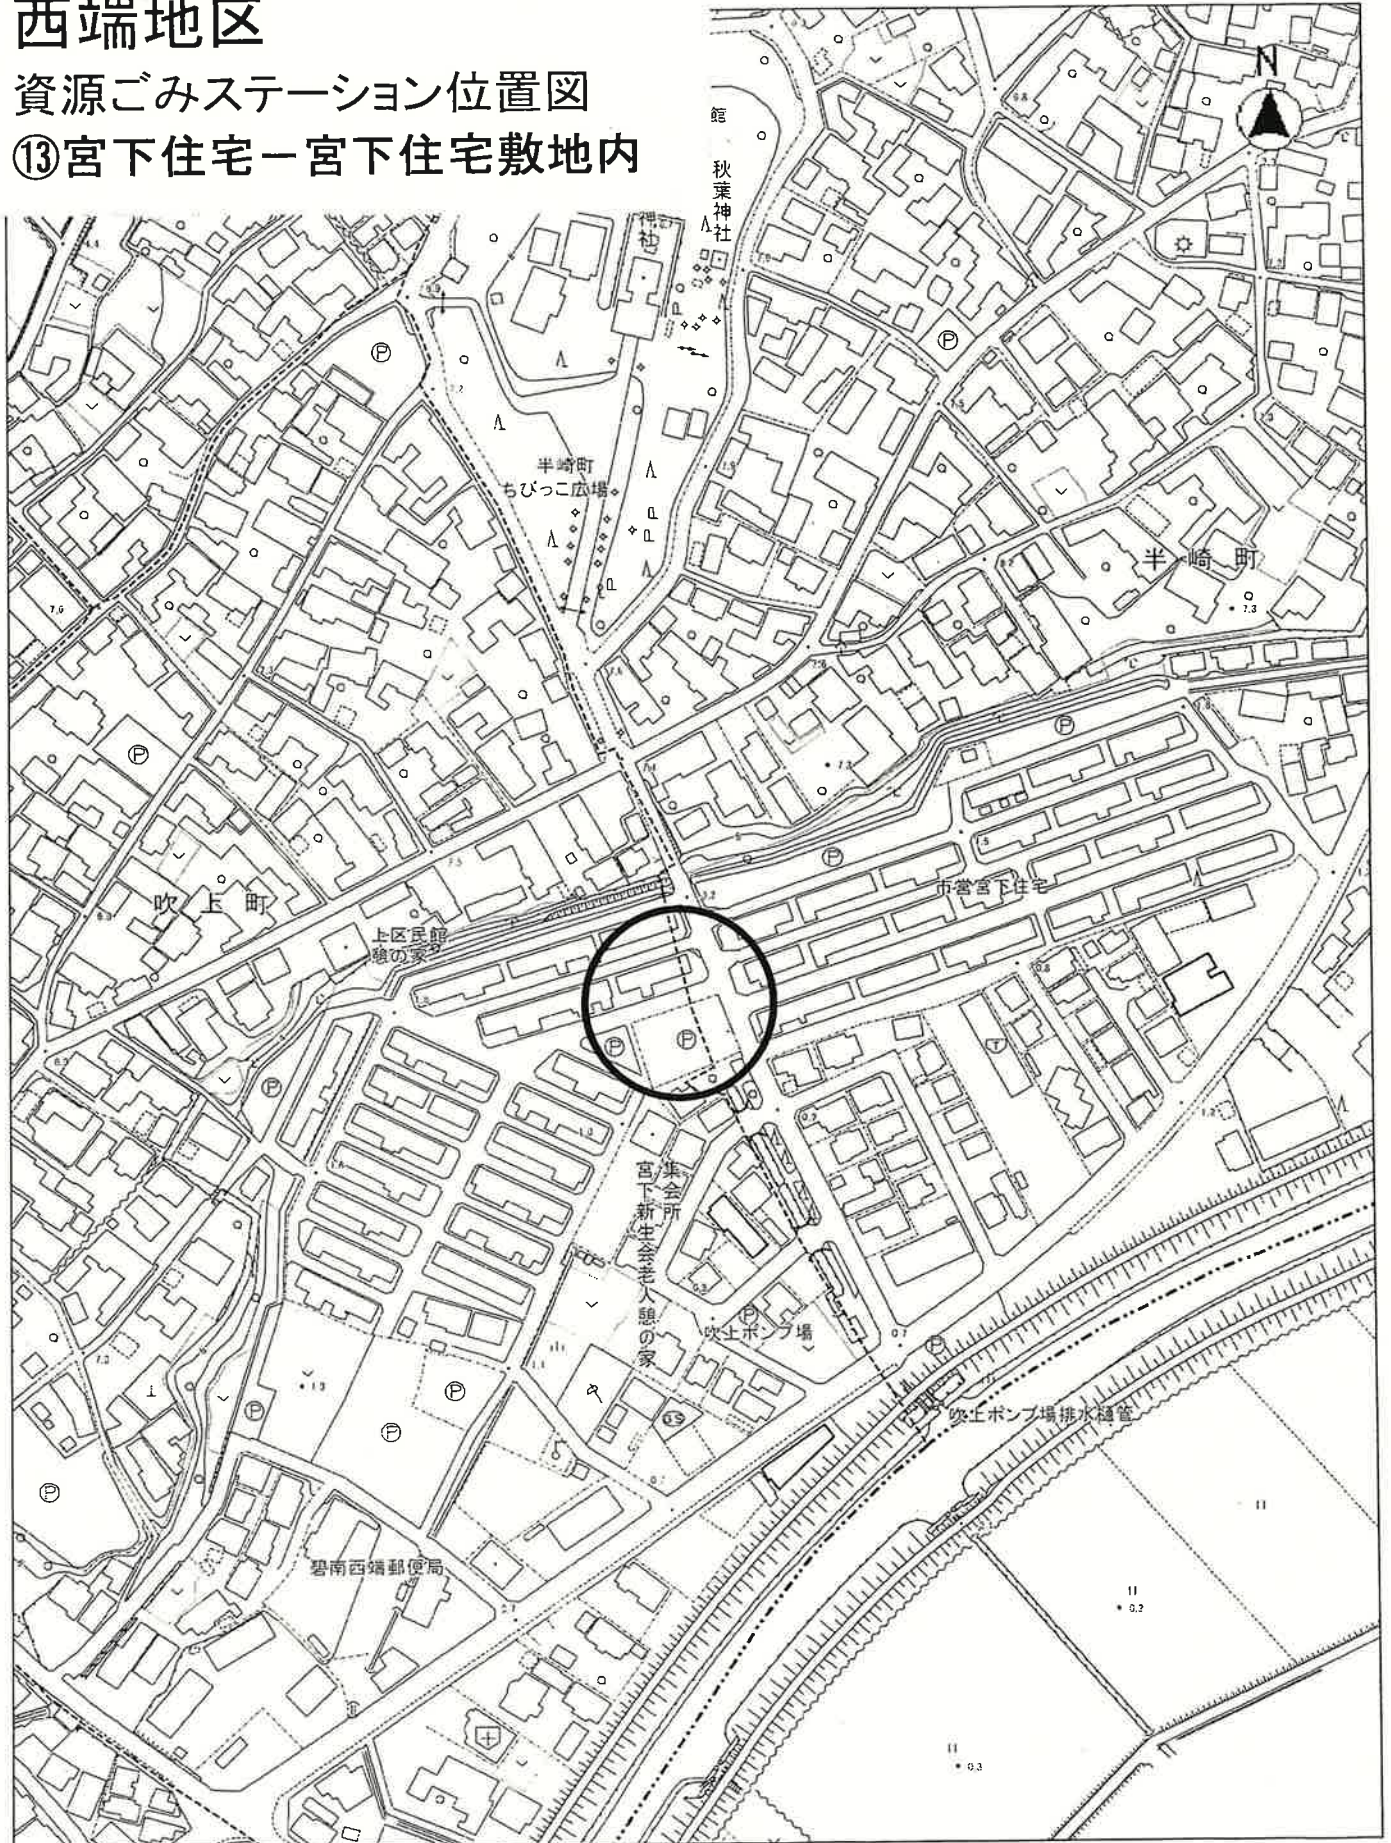 西端地区
資源ごみステーション位置図
⑬宮下住宅ー宮下住宅敷地内
N
館
秋葉神社
神社
半崎町
ちびっこ広場
半崎町
吹上町
上区民館
憩の家
市営宮下住宅
集会所
宮下新生会老人憩の家
吹上ポンプ場
吹上ポンプ場排水樋管
碧南西端郵便局